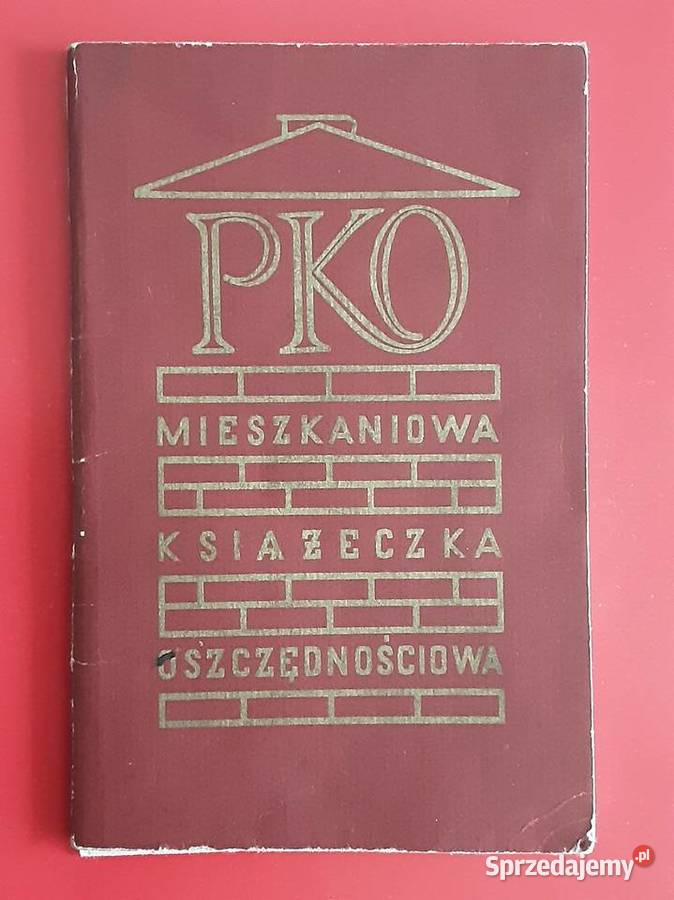 PKO
MIESZKANIOWA
KSIĄŻECZKA
OSZCZĘDNOŚCIOWA
Sprzedajemy.pl